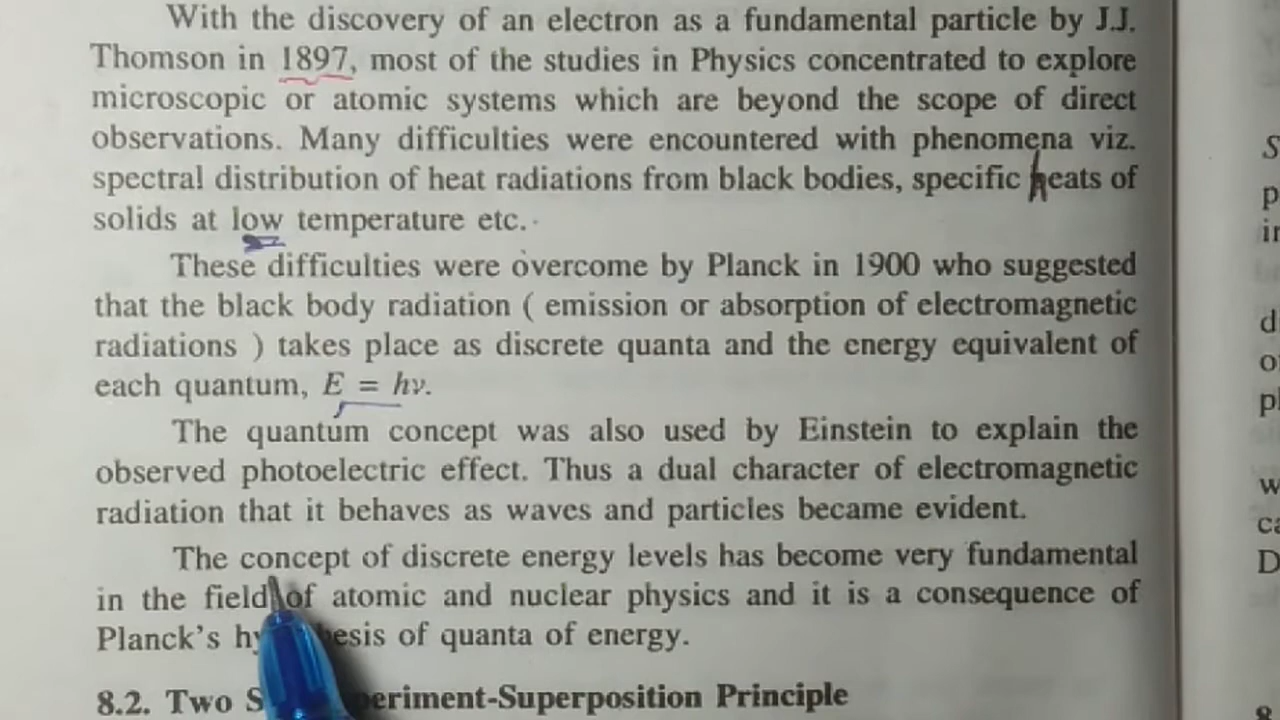 With the discovery of an electron as a fundamental particle by J.J.
Thomson in 1897, most of the studies in Physics concentrated to explore
microscopic or atomic systems which are beyond the scope of direct
observations. Many difficulties were encountered with phenomena viz.
spectral distribution of heat radiations from black bodies, specific heats of
solids at low temperature etc.
These difficulties were overcome by Planck in 1900 who suggested
that the black body radiation ( emission or absorption of electromagnetic
radiations ) takes place as discrete quanta and the energy equivalent of
each quantum, E = hν.
The quantum concept was also used by Einstein to explain the
observed photoelectric effect. Thus a dual character of electromagnetic
radiation that it behaves as waves and particles became evident.
The concept of discrete energy levels has become very fundamental
in the field of atomic and nuclear physics and it is a consequence of
Planck's of quanta of energy.
8.2. Two Superposition Principle